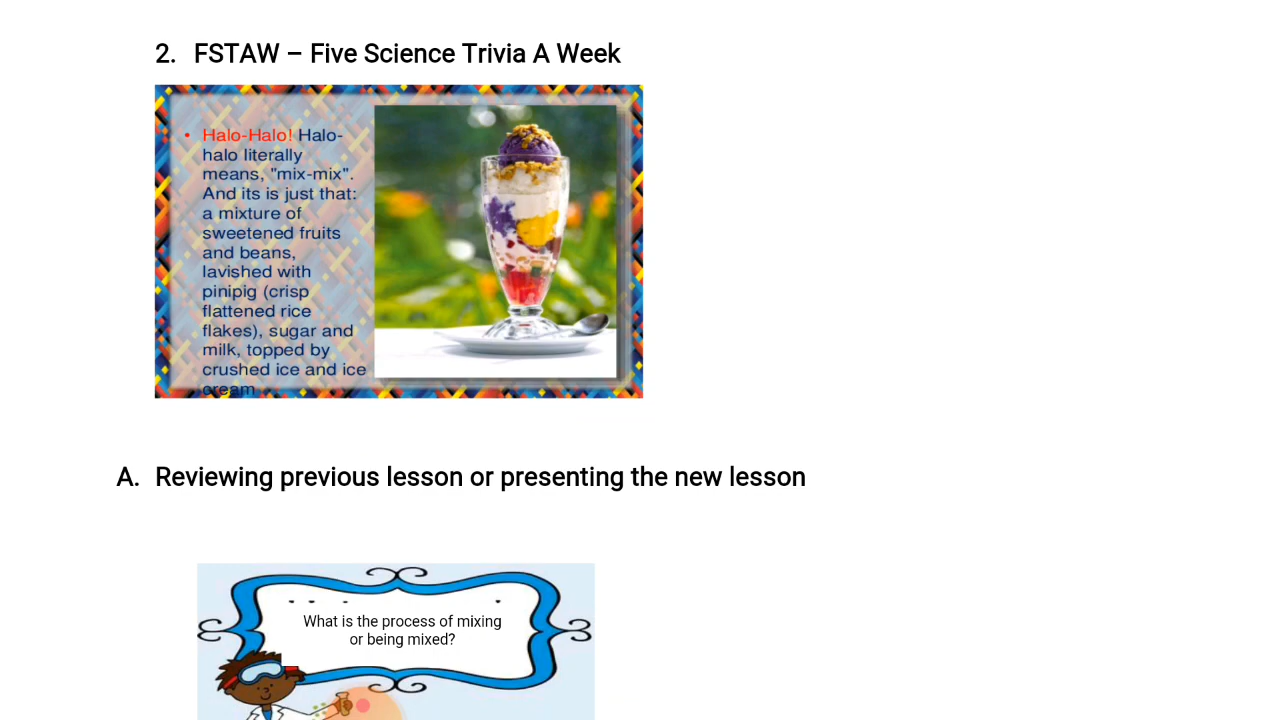 2. FSTAW – Five Science Trivia A Week
• Halo-Halo! Halo-
halo literally
means, "mix-mix".
And its is just that:
a mixture of
sweetened fruits
and beans,
lavished with
pinipig (crisp
flattened rice
flakes), sugar and
milk, topped by
crushed ice and ice
cream
A. Reviewing previous lesson or presenting the new lesson
What is the process of mixing
or being mixed?